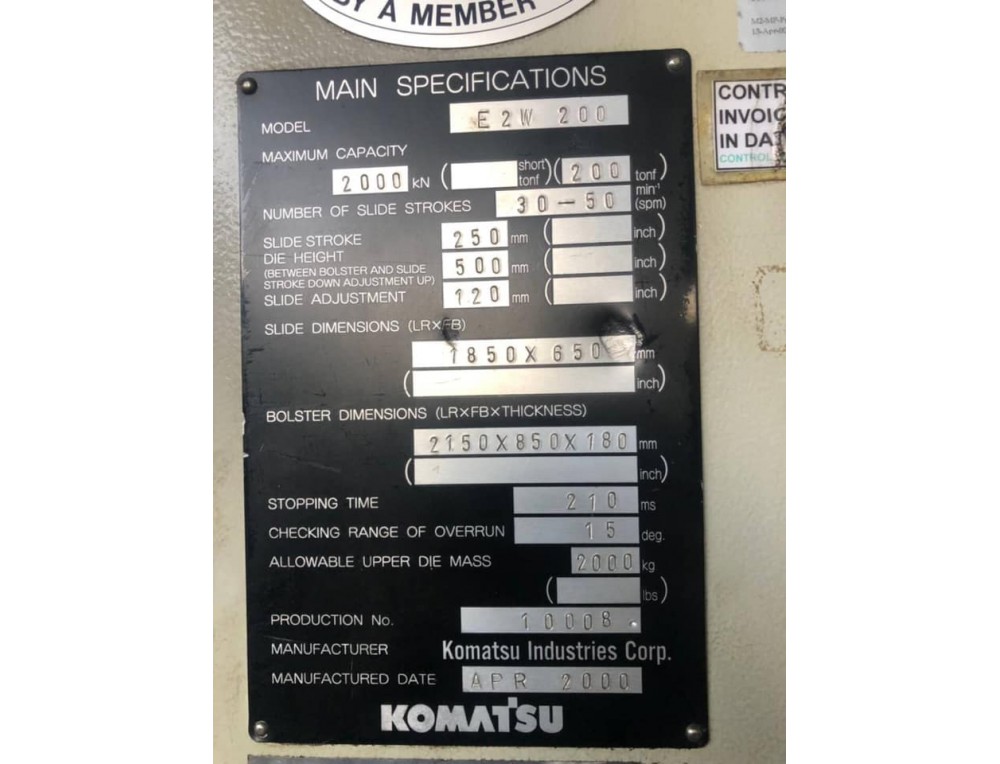 BY A MEMBER
MAIN SPECIFICATIONS
MODEL E2W 200
MAXIMUM CAPACITY
2000 kN ( short tonf )( 200 tonf )
NUMBER OF SLIDE STROKES 30-50 min⁻¹ (spm)
SLIDE STROKE 250 mm ( inch)
DIE HEIGHT
(BETWEEN BOLSTER AND SLIDE
STROKE DOWN ADJUSTMENT UP) 500 mm ( inch)
SLIDE ADJUSTMENT 120 mm ( inch)
SLIDE DIMENSIONS (LR×FB)
1850X650 mm
( inch)
BOLSTER DIMENSIONS (LR×FB×THICKNESS)
2150X850X180 mm
( inch)
STOPPING TIME 210 ms
CHECKING RANGE OF OVERRUN 15 deg.
ALLOWABLE UPPER DIE MASS 2000 kg
( lbs)
PRODUCTION No. 10008
MANUFACTURER Komatsu Industries Corp.
MANUFACTURED DATE APR 2000
KOMATSU
CONTR
INVOIC
IN DA
CONTROL